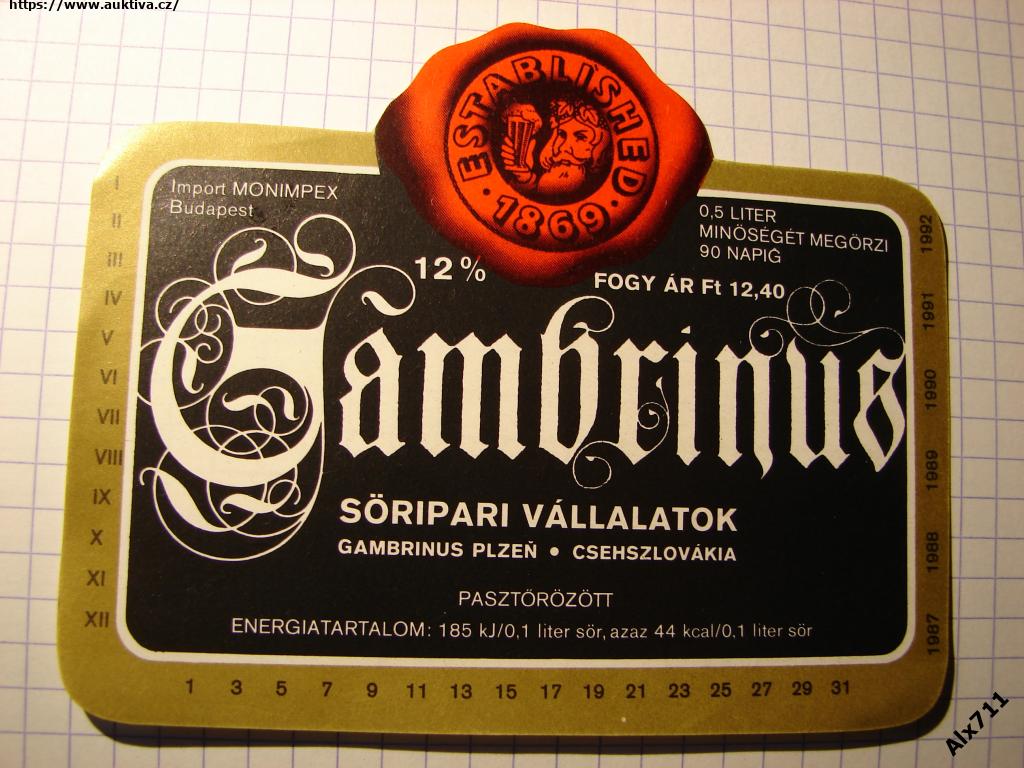 https://www.auktiva.cz/
ESTABLISHED
1869
Import MONIMPEX
Budapest
0,5 LITER
MINŐSÉGÉT MEGŐRZI
90 NAPIG
12%
FOGY ÁR Ft 12,40
Gambrinus
SÖRIPARI VÁLLALATOK
GAMBRINUS PLZEŇ • CSEHSZLOVÁKIA
PASZTŐRÖZÖTT
ENERGIATARTALOM: 185 kJ/0,1 liter sör, azaz 44 kcal/0,1 liter sör
I
II
III
IV
V
VI
VII
VIII
IX
X
XI
XII
1 3 5 7 9 11 13 15 17 19 21 23 25 27 29 31
1992
1991
1990
1989
1988
1987
Alx711